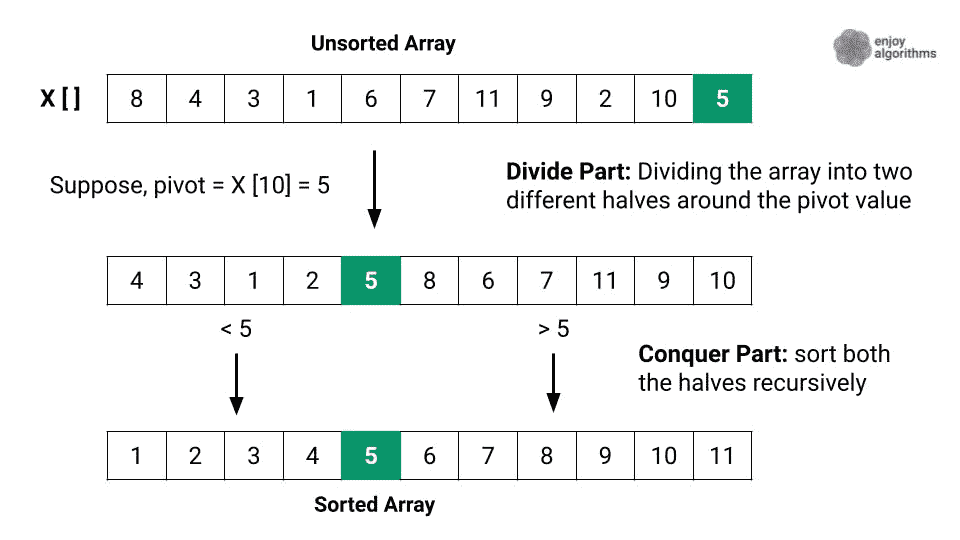 Unsorted Array
enjoy
algorithms
X [ ] 8 4 3 1 6 7 11 9 2 10 5
Suppose, pivot = X [10] = 5
Divide Part: Dividing the array into two
different halves around the pivot value
4 3 1 2 5 8 6 7 11 9 10
< 5 > 5
Conquer Part: sort both
the halves recursively
1 2 3 4 5 6 7 8 9 10 11
Sorted Array